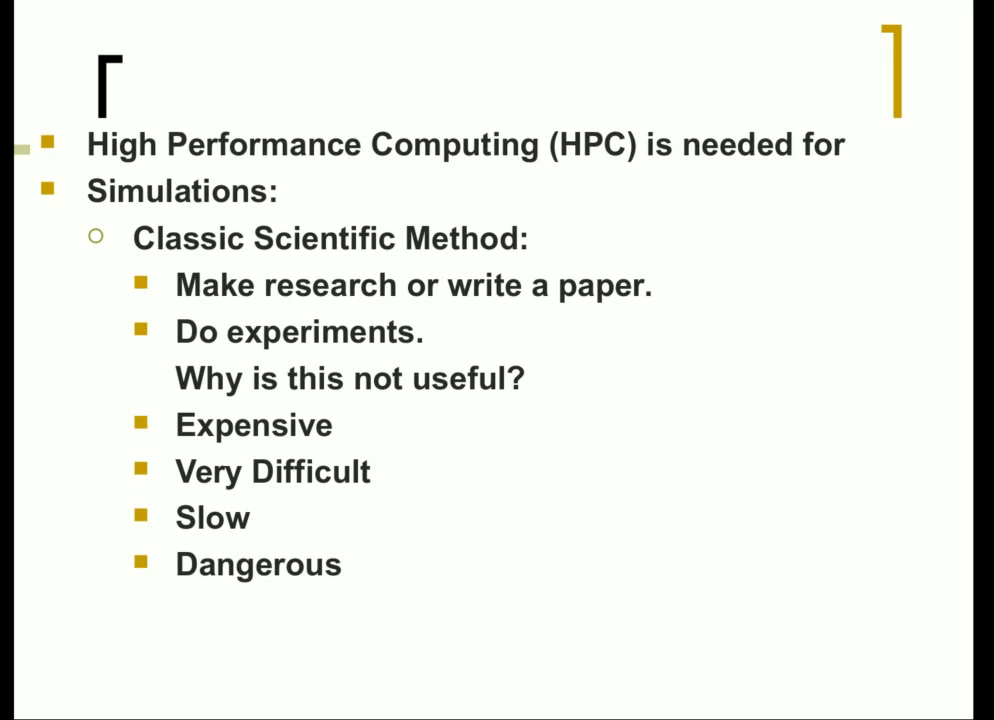 High Performance Computing (HPC) is needed for
Simulations:
Classic Scientific Method:
Make research or write a paper.
Do experiments.
Why is this not useful?
Expensive
Very Difficult
Slow
Dangerous